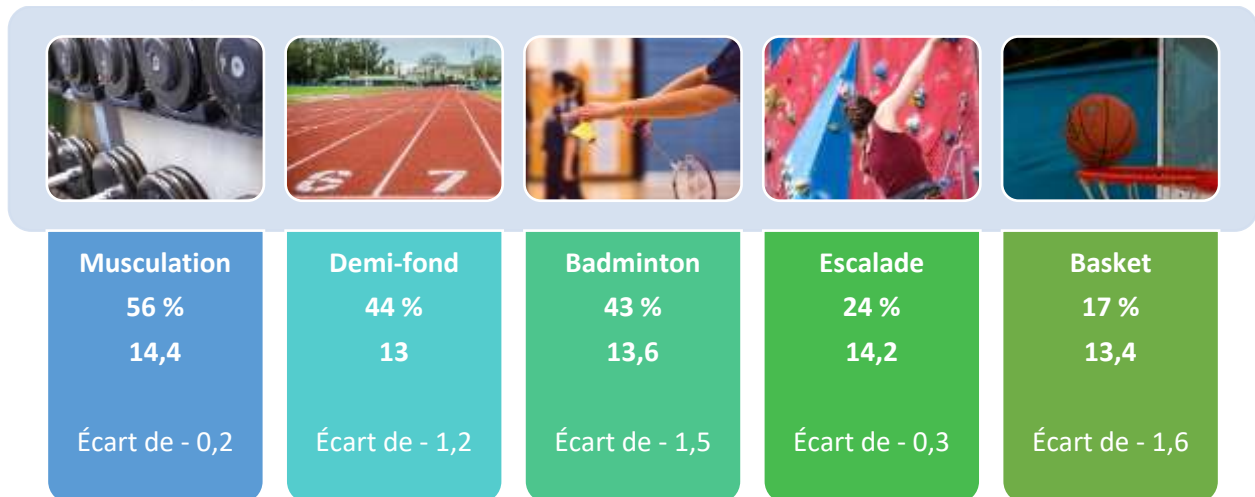 6 7
Musculation
56 %
14,4
Écart de - 0,2
Demi-fond
44 %
13
Écart de - 1,2
Badminton
43 %
13,6
Écart de - 1,5
Escalade
24 %
14,2
Écart de - 0,3
Basket
17 %
13,4
Écart de - 1,6